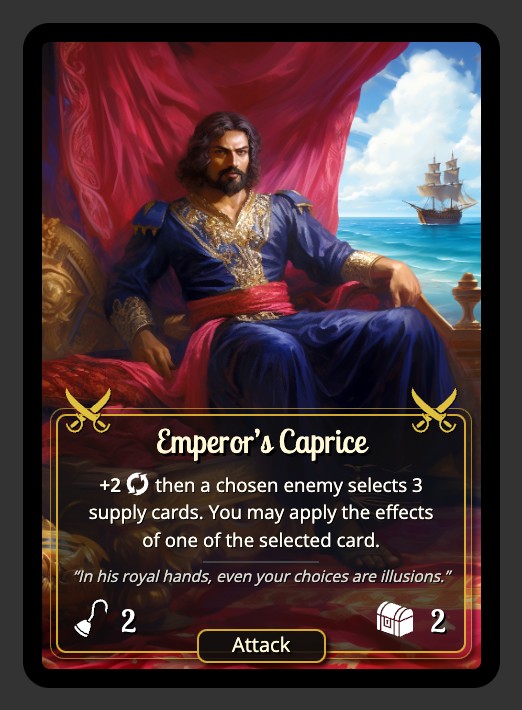 Emperor's Caprice
+2 then a chosen enemy selects 3
supply cards. You may apply the effects
of one of the selected card.
“In his royal hands, even your choices are illusions.”
2
2
Attack